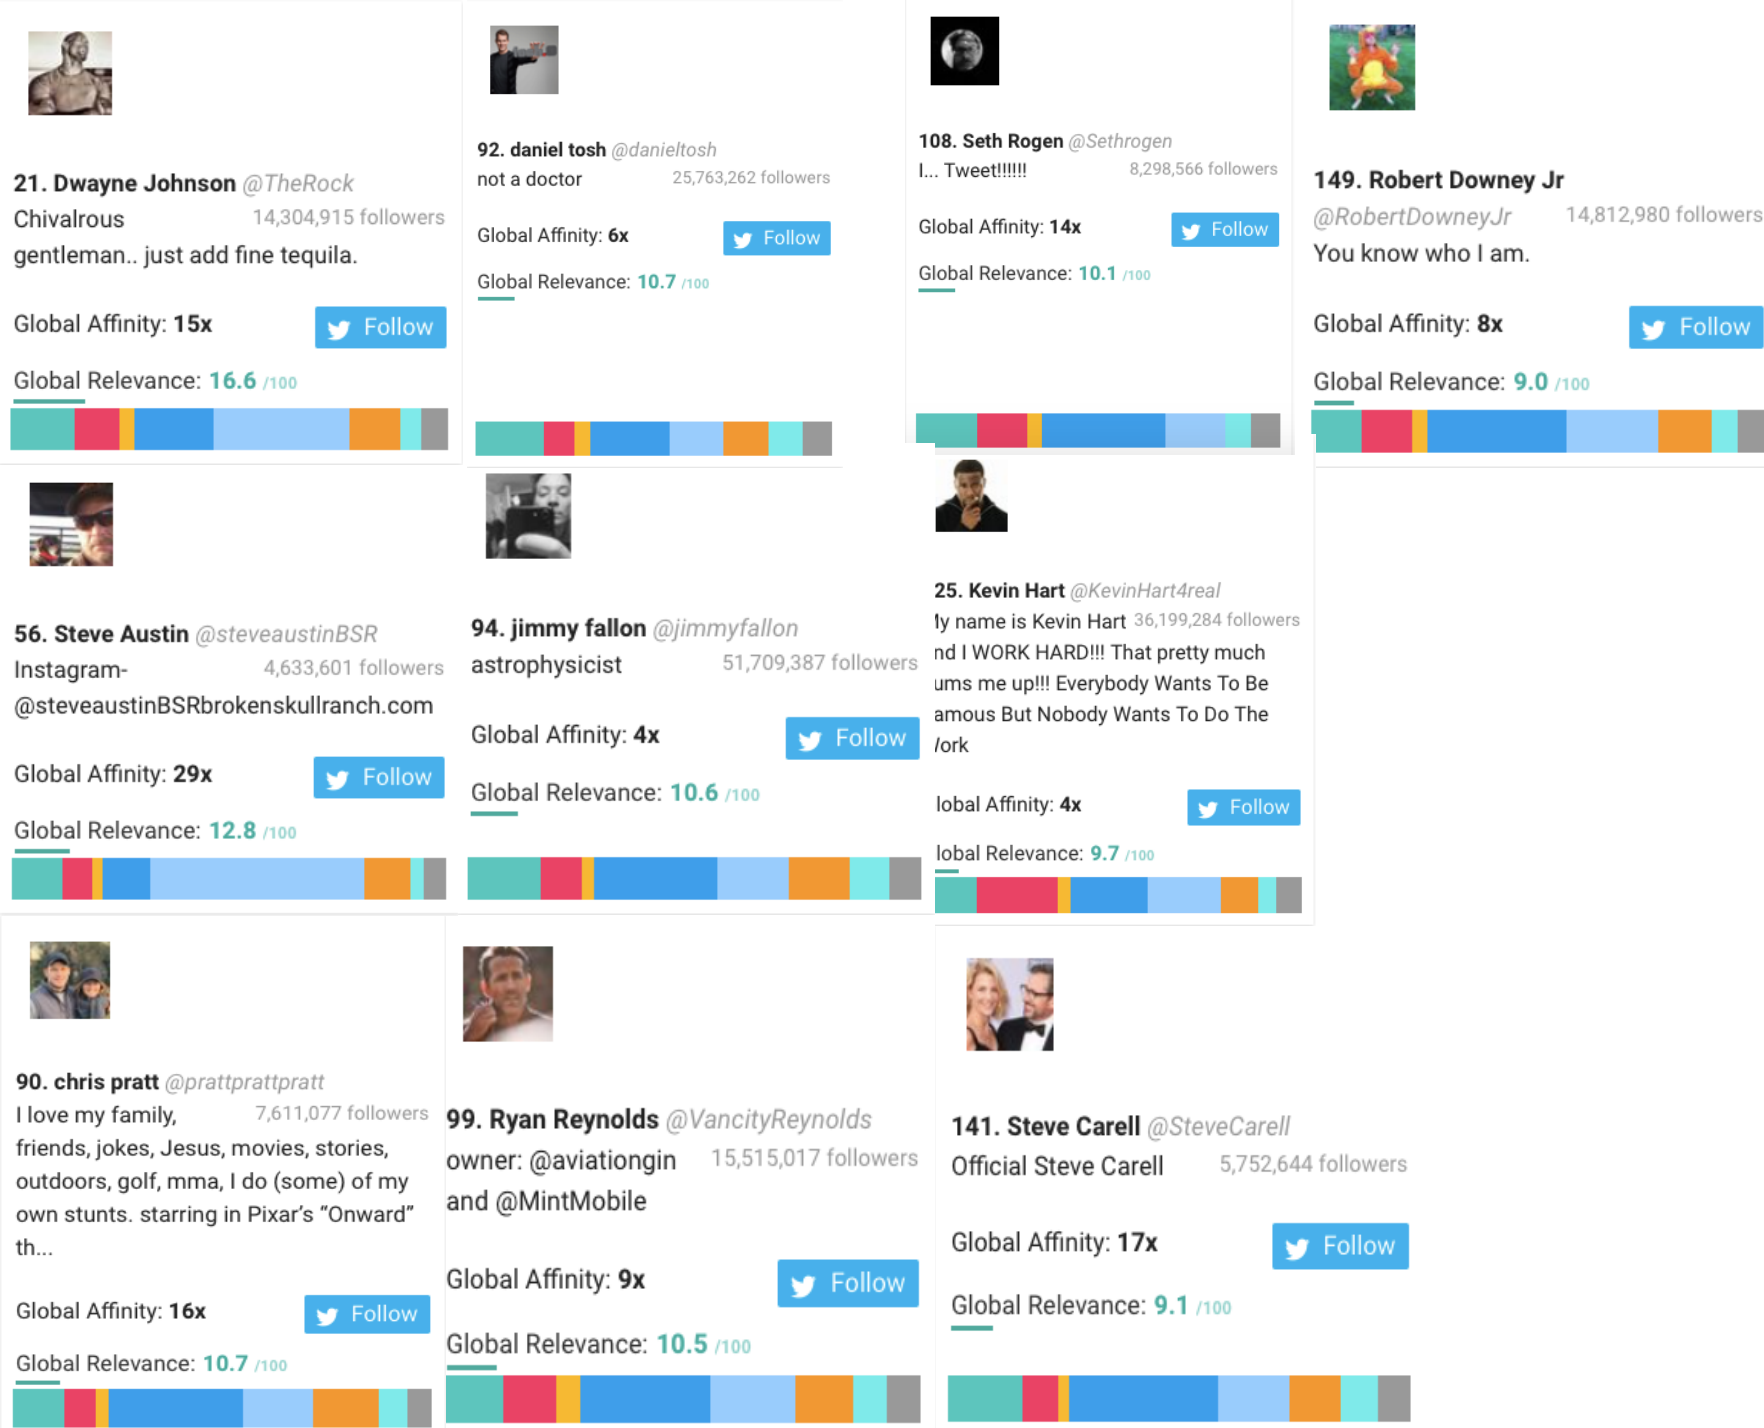 21. Dwayne Johnson @TheRock
Chivalrous 14,304,915 followers
gentleman.. just add fine tequila.
Global Affinity: 15x Follow
Global Relevance: 16.6 /100
92. daniel tosh @danieltosh
not a doctor 25,763,262 followers
Global Affinity: 6x Follow
Global Relevance: 10.7 /100
108. Seth Rogen @Sethrogen
I... Tweet!!!!!! 8,298,566 followers
Global Affinity: 14x Follow
Global Relevance: 10.1 /100
149. Robert Downey Jr
@RobertDowneyJr 14,812,980 followers
You know who I am.
Global Affinity: 8x Follow
Global Relevance: 9.0 /100
56. Steve Austin @steveaustinBSR
Instagram- 4,633,601 followers
@steveaustinBSRbrokenskullranch.com
Global Affinity: 29x Follow
Global Relevance: 12.8 /100
94. jimmy fallon @jimmyfallon
astrophysicist 51,709,387 followers
Global Affinity: 4x Follow
Global Relevance: 10.6 /100
25. Kevin Hart @KevinHart4real
ly name is Kevin Hart 36,199,284 followers
nd I WORK HARD!!! That pretty much
ums me up!!! Everybody Wants To Be
amous But Nobody Wants To Do The
ork
lobal Affinity: 4x Follow
lobal Relevance: 9.7 /100
90. chris pratt @prattprattpratt
I love my family, 7,611,077 followers
friends, jokes, Jesus, movies, stories,
outdoors, golf, mma, I do (some) of my
own stunts. starring in Pixar’s “Onward”
th...
Global Affinity: 16x Follow
Global Relevance: 10.7 /100
99. Ryan Reynolds @VancityReynolds
owner: @aviationgin 15,515,017 followers
and @MintMobile
Global Affinity: 9x Follow
Global Relevance: 10.5 /100
141. Steve Carell @SteveCarell
Official Steve Carell 5,752,644 followers
Global Affinity: 17x Follow
Global Relevance: 9.1 /100